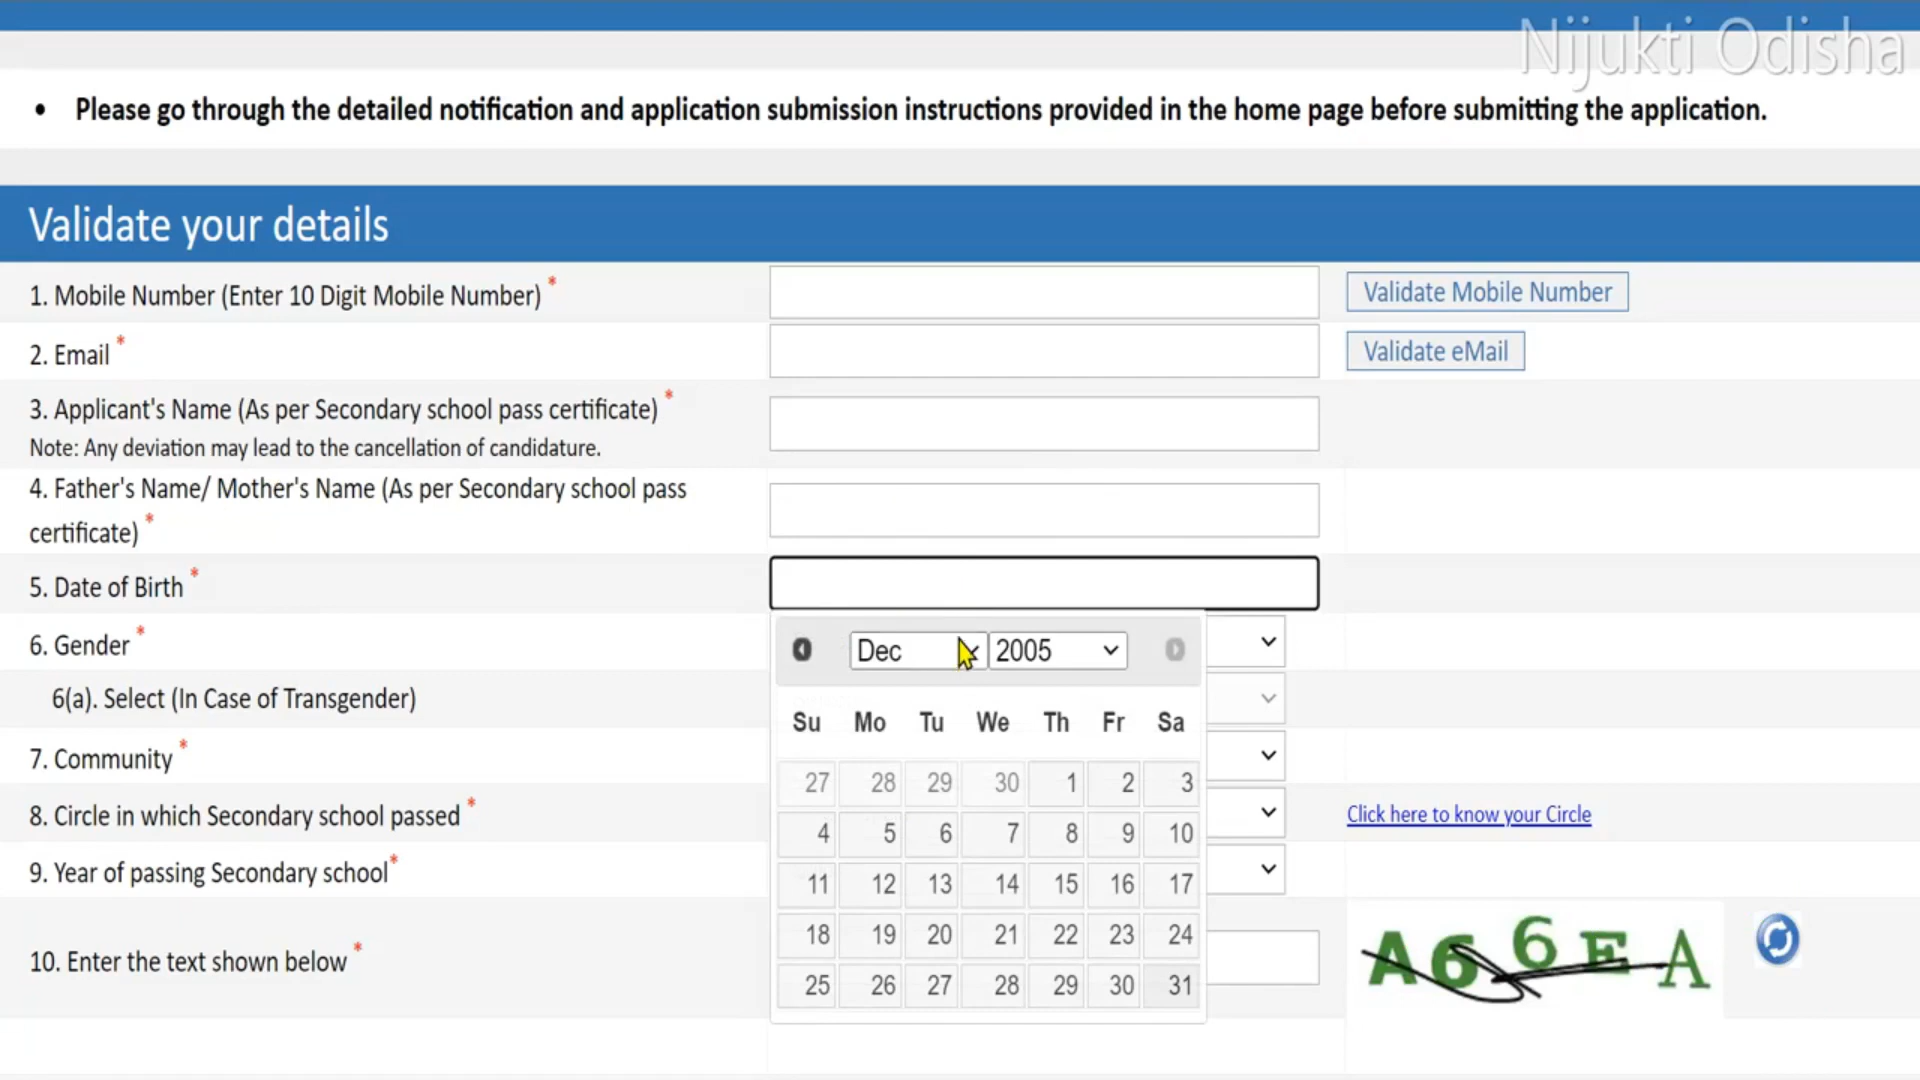 Nijukti Odisha
• Please go through the detailed notification and application submission instructions provided in the home page before submitting the application.
Validate your details
1. Mobile Number (Enter 10 Digit Mobile Number) *
Validate Mobile Number
2. Email *
Validate eMail
3. Applicant's Name (As per Secondary school pass certificate) *
Note: Any deviation may lead to the cancellation of candidature.
4. Father's Name/ Mother's Name (As per Secondary school pass
certificate) *
5. Date of Birth *
6. Gender *
Dec 2005
6(a). Select (In Case of Transgender)
Su Mo Tu We Th Fr Sa
7. Community *
27 28 29 30 1 2 3
8. Circle in which Secondary school passed *
Click here to know your Circle
4 5 6 7 8 9 10
9. Year of passing Secondary school*
11 12 13 14 15 16 17
18 19 20 21 22 23 24
10. Enter the text shown below *
A66EA
25 26 27 28 29 30 31